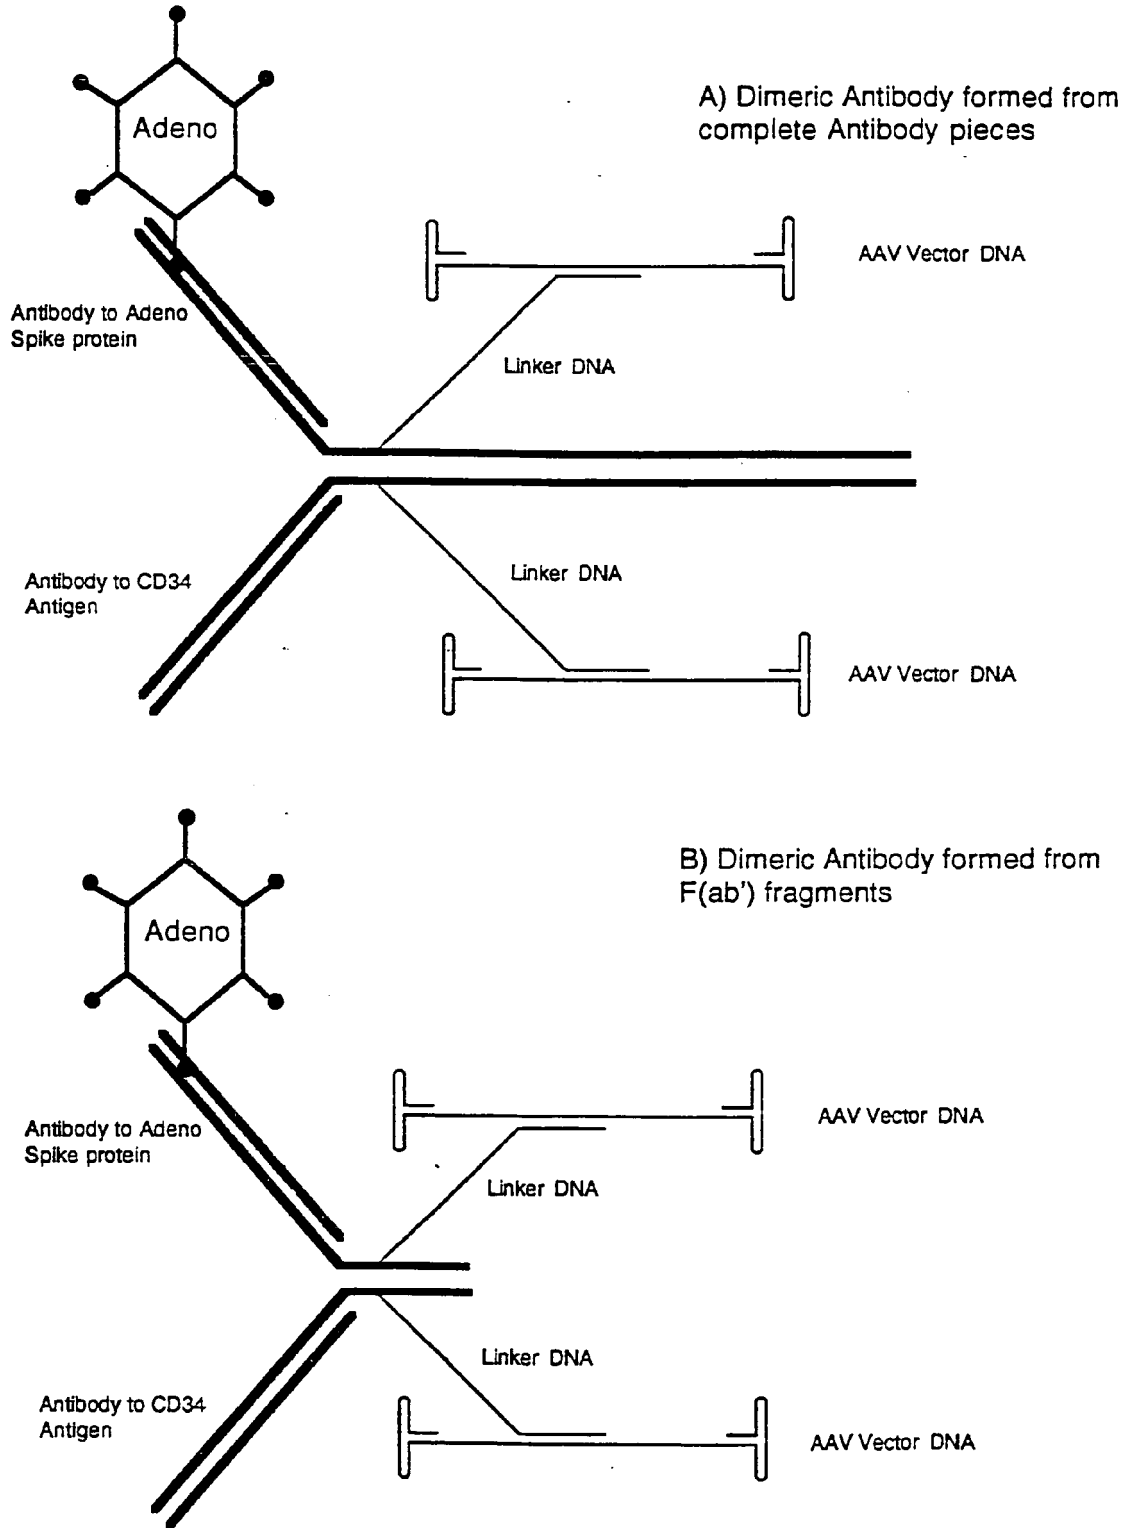 Adeno
A) Dimeric Antibody formed from
complete Antibody pieces
AAV Vector DNA
Antibody to Adeno
Spike protein
Linker DNA
Linker DNA
Antibody to CD34
Antigen
AAV Vector DNA
B) Dimeric Antibody formed from
F(ab') fragments
Adeno
AAV Vector DNA
Antibody to Adeno
Spike protein
Linker DNA
Linker DNA
Antibody to CD34
Antigen
AAV Vector DNA